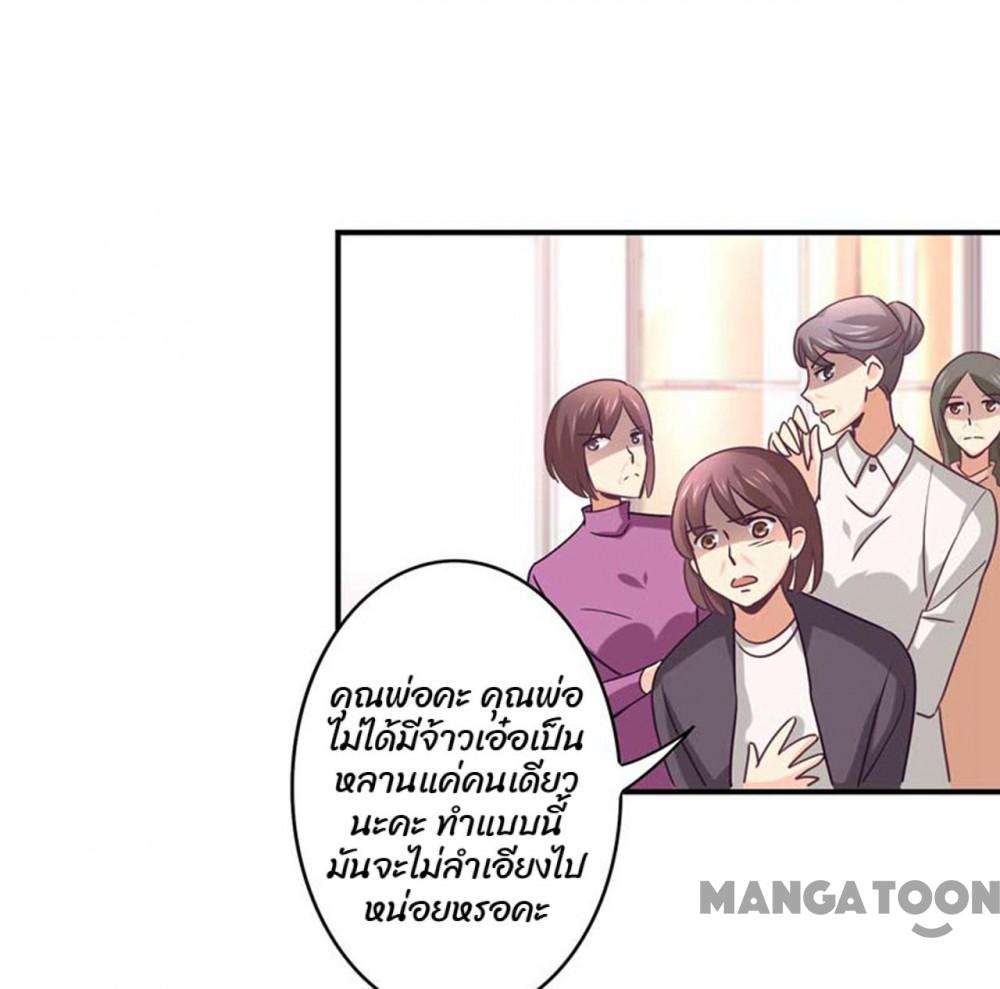 คุณพ่อคะ คุณพ่อ
ไม่ได้มีจ้าวเอ๋อเป็น
หลานแค่คนเดียว
นะคะ ทำแบบนี้
มันจะไม่ลำเอียงไป
หน่อยหรอคะ
MANGATOON